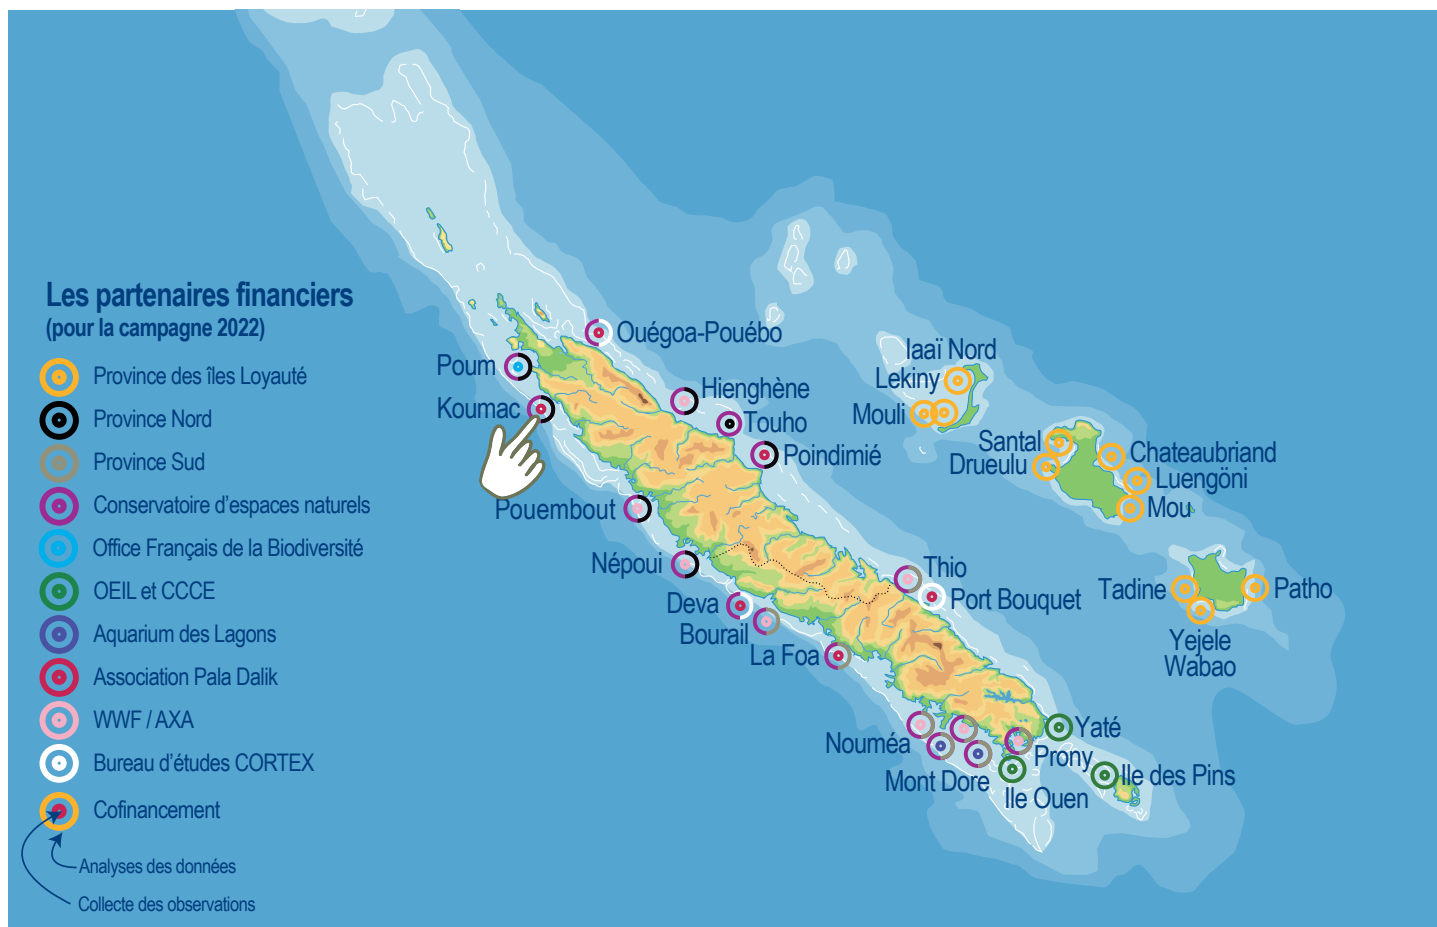 Les partenaires financiers
(pour la campagne 2022)
Province des îles Loyauté
Province Nord
Province Sud
Conservatoire d'espaces naturels
Office Français de la Biodiversité
OEIL et CCCE
Aquarium des Lagons
Association Pala Dalik
WWF / AXA
Bureau d'études CORTEX
Cofinancement
Analyses des données
Collecte des observations
Ouégoa-Pouébo
Poum
Koumac
Hienghène
Touho
Poindimié
Pouembout
Népoui
Deva
Bourail
La Foa
Thio
Port Bouquet
Nouméa
Mont Dore
Prony
Yaté
Ile Ouen
Ile des Pins
Iaaï Nord
Lekiny
Mouli
Santal
Drueulu
Chateaubriand
Luengöni
Mou
Tadine
Patho
Yejele
Wabao